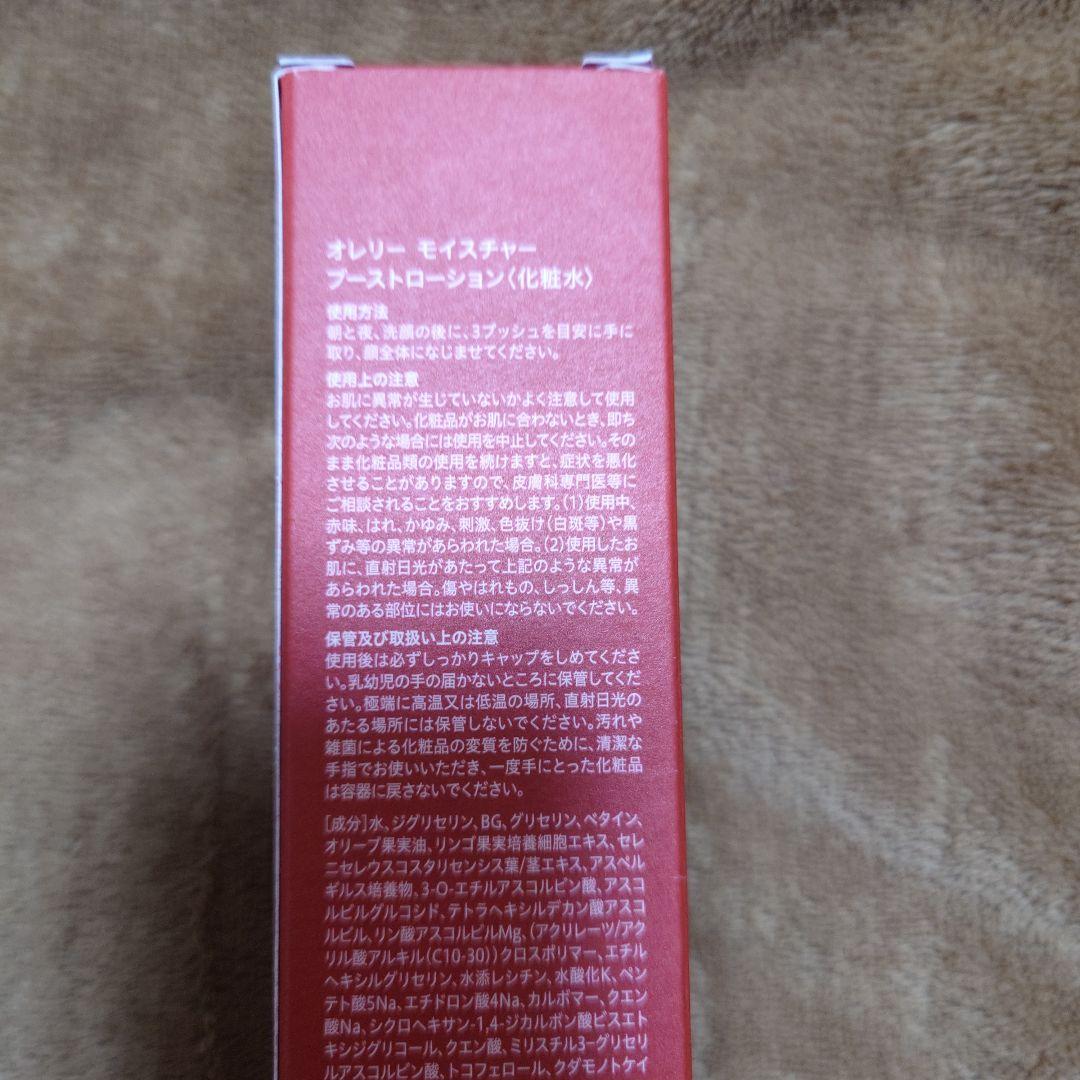 オレリー モイスチャー
ブーストローション〈化粧水〉
使用方法
朝と夜、洗顔の後に、3プッシュを目安に手に
取り、顔全体になじませてください。
使用上の注意
お肌に異常が生じていないかよく注意して使用
してください。化粧品がお肌に合わないとき、即ち
次のような場合には使用を中止してください。その
まま化粧品類の使用を続けますと、症状を悪化
させることがありますので、皮膚科専門医等に
ご相談されることをおすすめします。(1)使用中、
赤味、はれ、かゆみ、刺激、色抜け(白斑等)や黒
ずみ等の異常があらわれた場合。(2)使用したお
肌に、直射日光があたって上記のような異常が
あらわれた場合。傷やはれもの、しっしん等、異
常のある部位にはお使いにならないでください。
保管及び取扱い上の注意
使用後は必ずしっかりキャップをしめてくださ
い。乳幼児の手の届かないところに保管してくだ
さい。極端に高温又は低温の場所、直射日光の
あたる場所には保管しないでください。汚れや
雑菌による化粧品の変質を防ぐために、清潔な
手指でお使いいただき、一度手にとった化粧品
は容器に戻さないでください。
[成分]水、ジグリセリン、BG、グリセリン、ベタイン、
オリーブ果実油、リンゴ果実培養細胞エキス、セレ
ニセレウスコスタリセンシス葉/茎エキス、アスペル
ギルス培養物、3-O-エチルアスコルビン酸、アスコ
ルビルグルコシド、テトラヘキシルデカン酸アスコ
ルビル、リン酸アスコルビルMg、(アクリレーツ/アク
リル酸アルキル(C10-30))クロスポリマー、エチル
ヘキシルグリセリン、水添レシチン、水酸化K、ペン
テト酸5Na、エチドロン酸4Na、カルボマー、クエン
酸Na、シクロヘキサン-1,4-ジカルボン酸ビスエト
キシジグリコール、クエン酸、ミリスチル3-グリセリ
ルアスコルビン酸、トコフェロール、クダモノトケイ